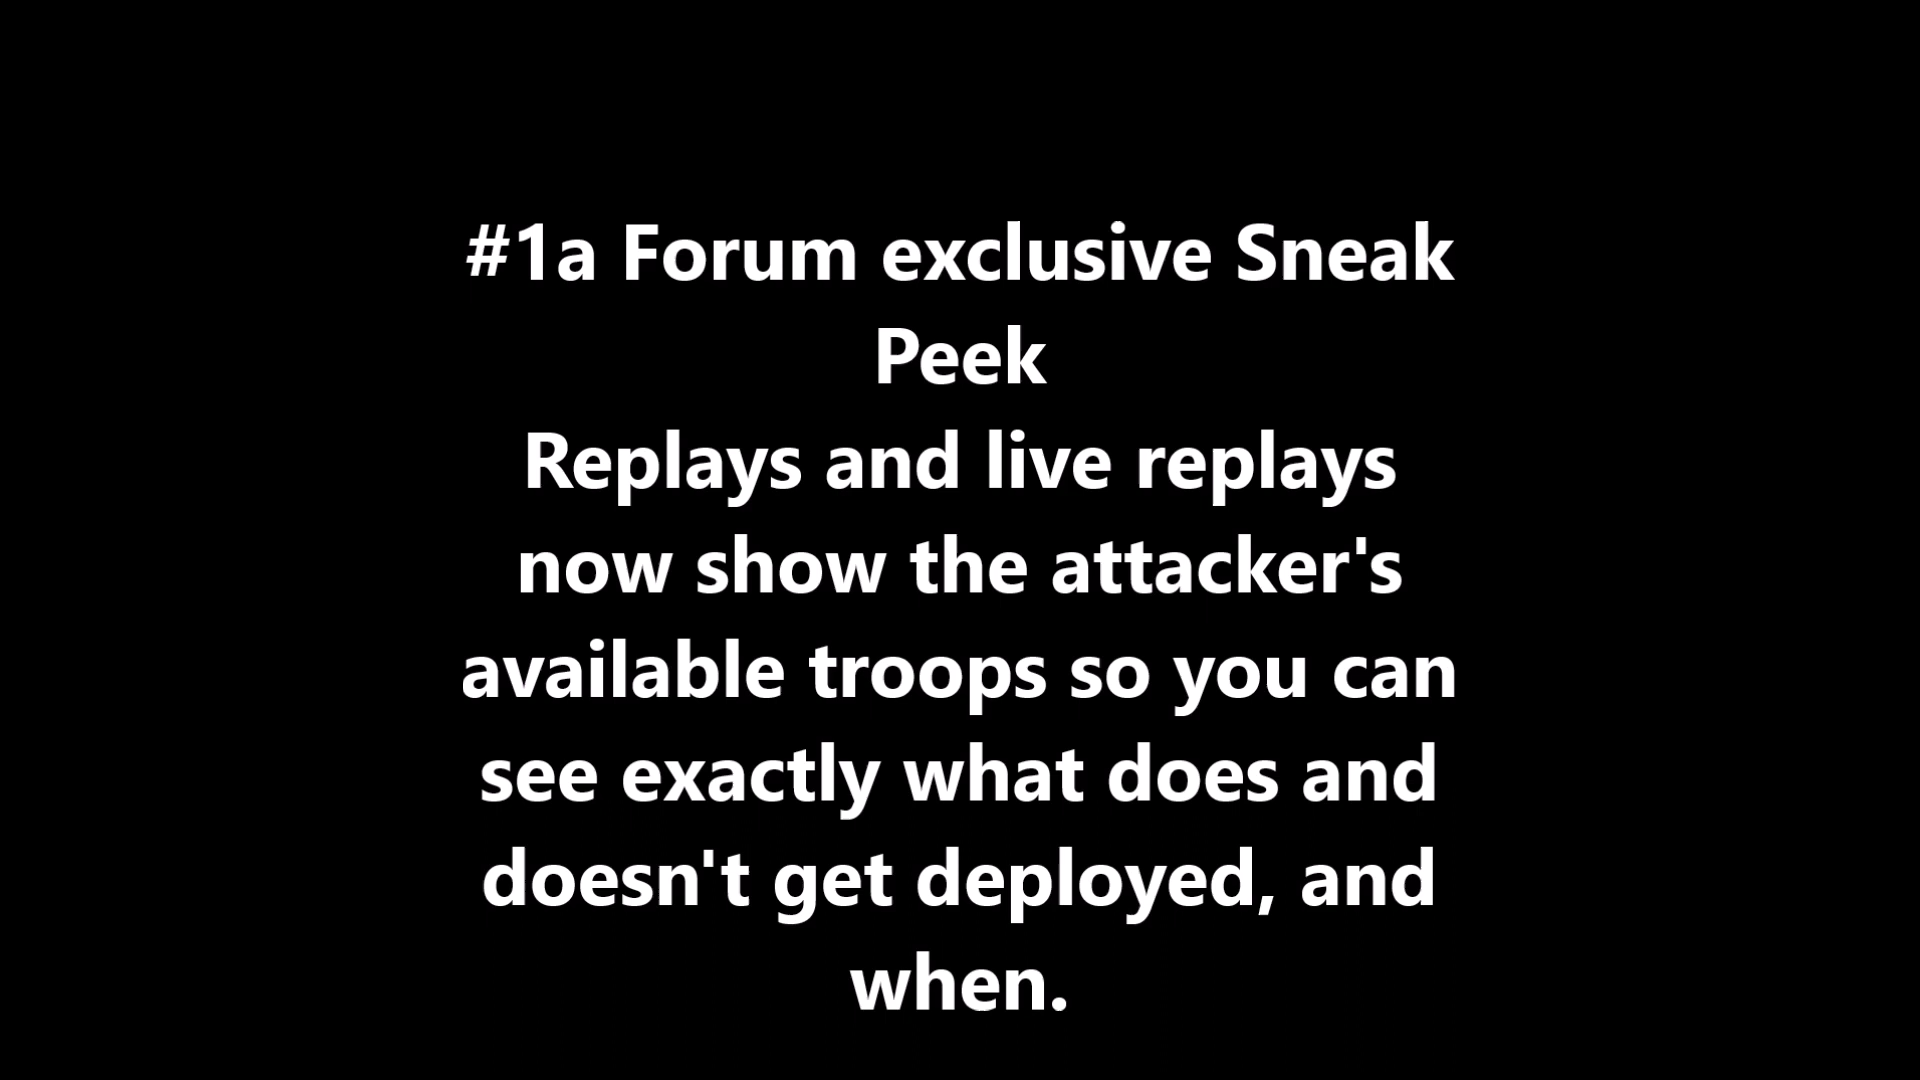 #1a Forum exclusive Sneak
Peek
Replays and live replays
now show the attacker's
available troops so you can
see exactly what does and
doesn't get deployed, and
when.